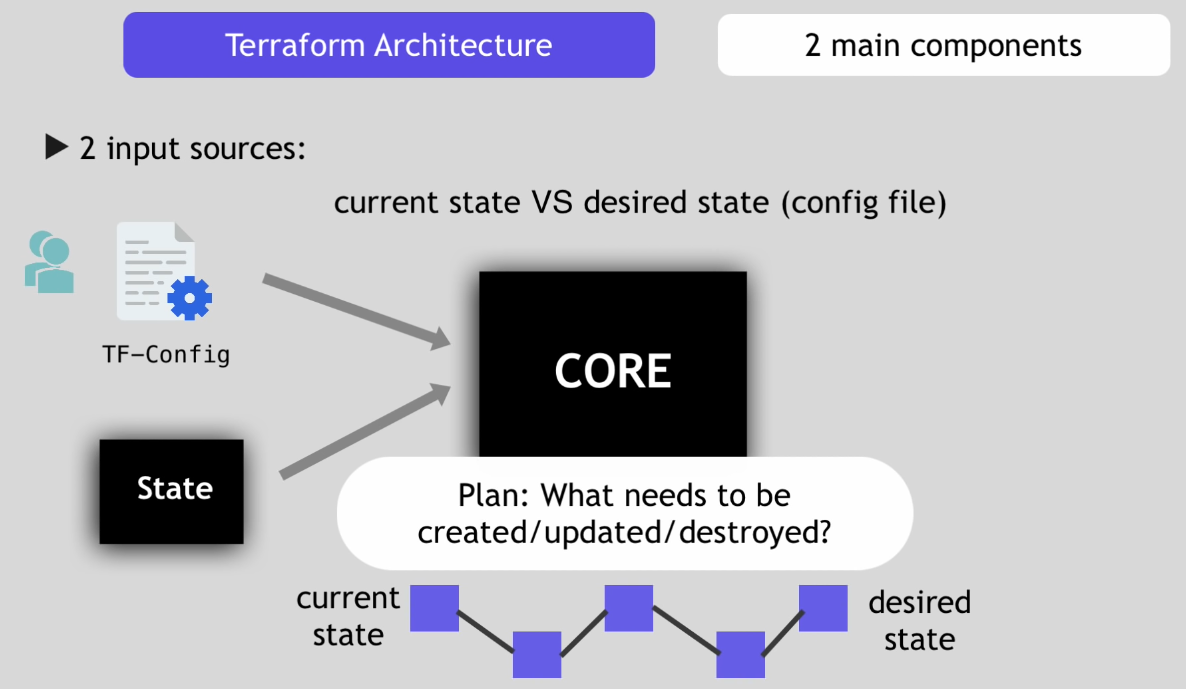 Terraform Architecture
2 main components
2 input sources:
current state VS desired state (config file)
TF-Config
CORE
State
Plan: What needs to be
created/updated/destroyed?
current
state
desired
state